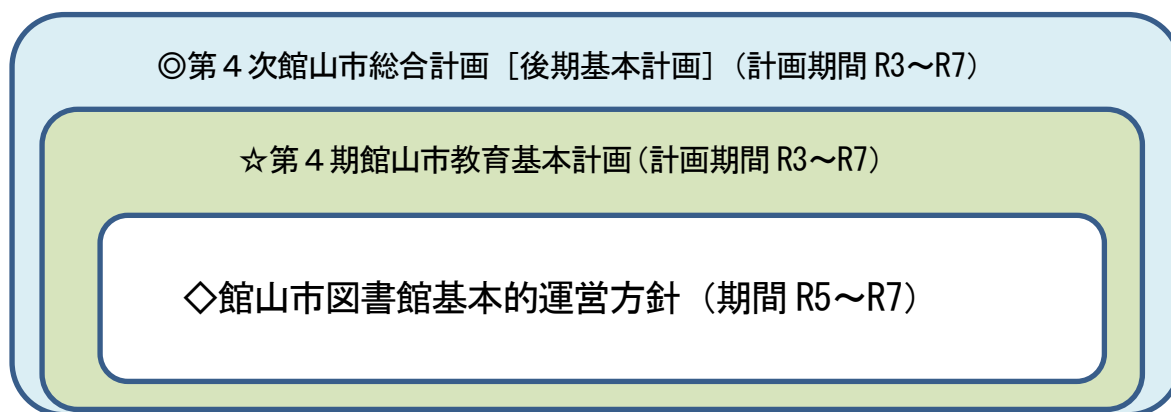 ◎第４次館山市総合計画［後期基本計画］（計画期間 R3～R7）
☆第４期館山市教育基本計画（計画期間 R3～R7）
◇館山市図書館基本的運営方針（期間 R5～R7）